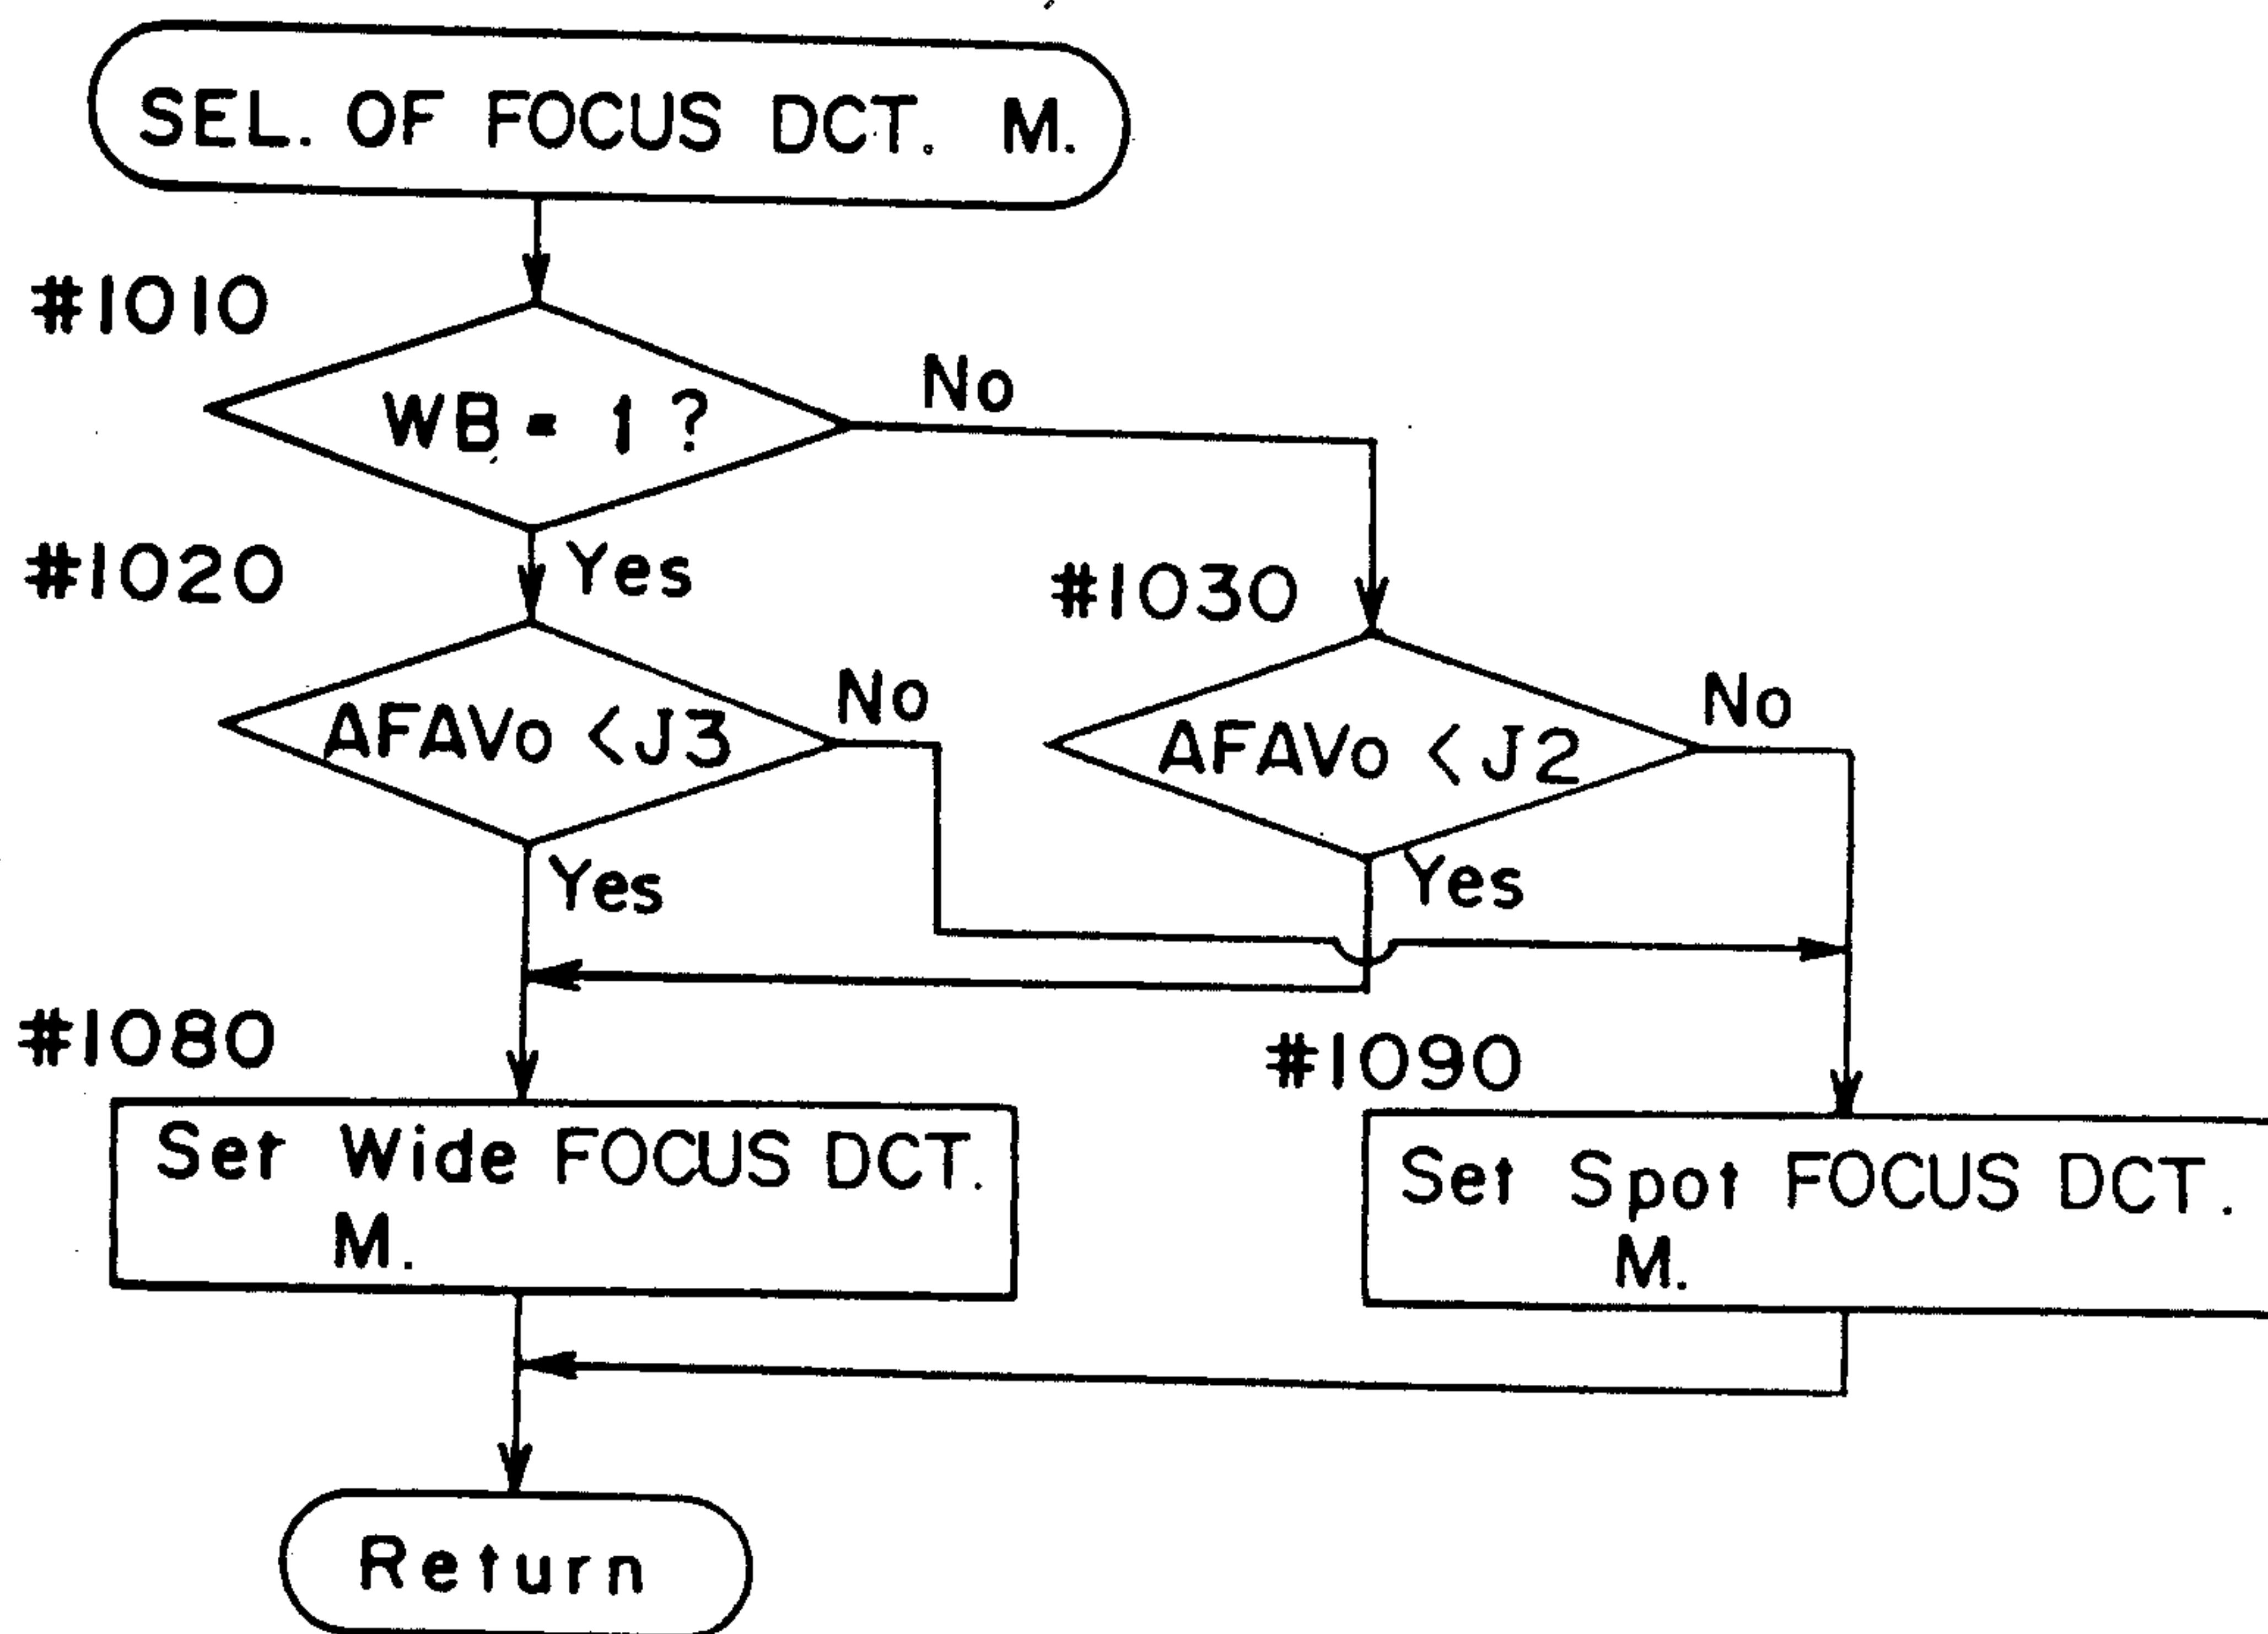 SEL. OF FOCUS DCT. M.
#1010
WB = 1 ?
No
#1020
Yes
#1030
AFAVo <J3
No
AFAVo <J2
No
Yes
Yes
#1080
#1090
Set Wide FOCUS DCT.
M.
Set Spot FOCUS DCT.
M.
Return